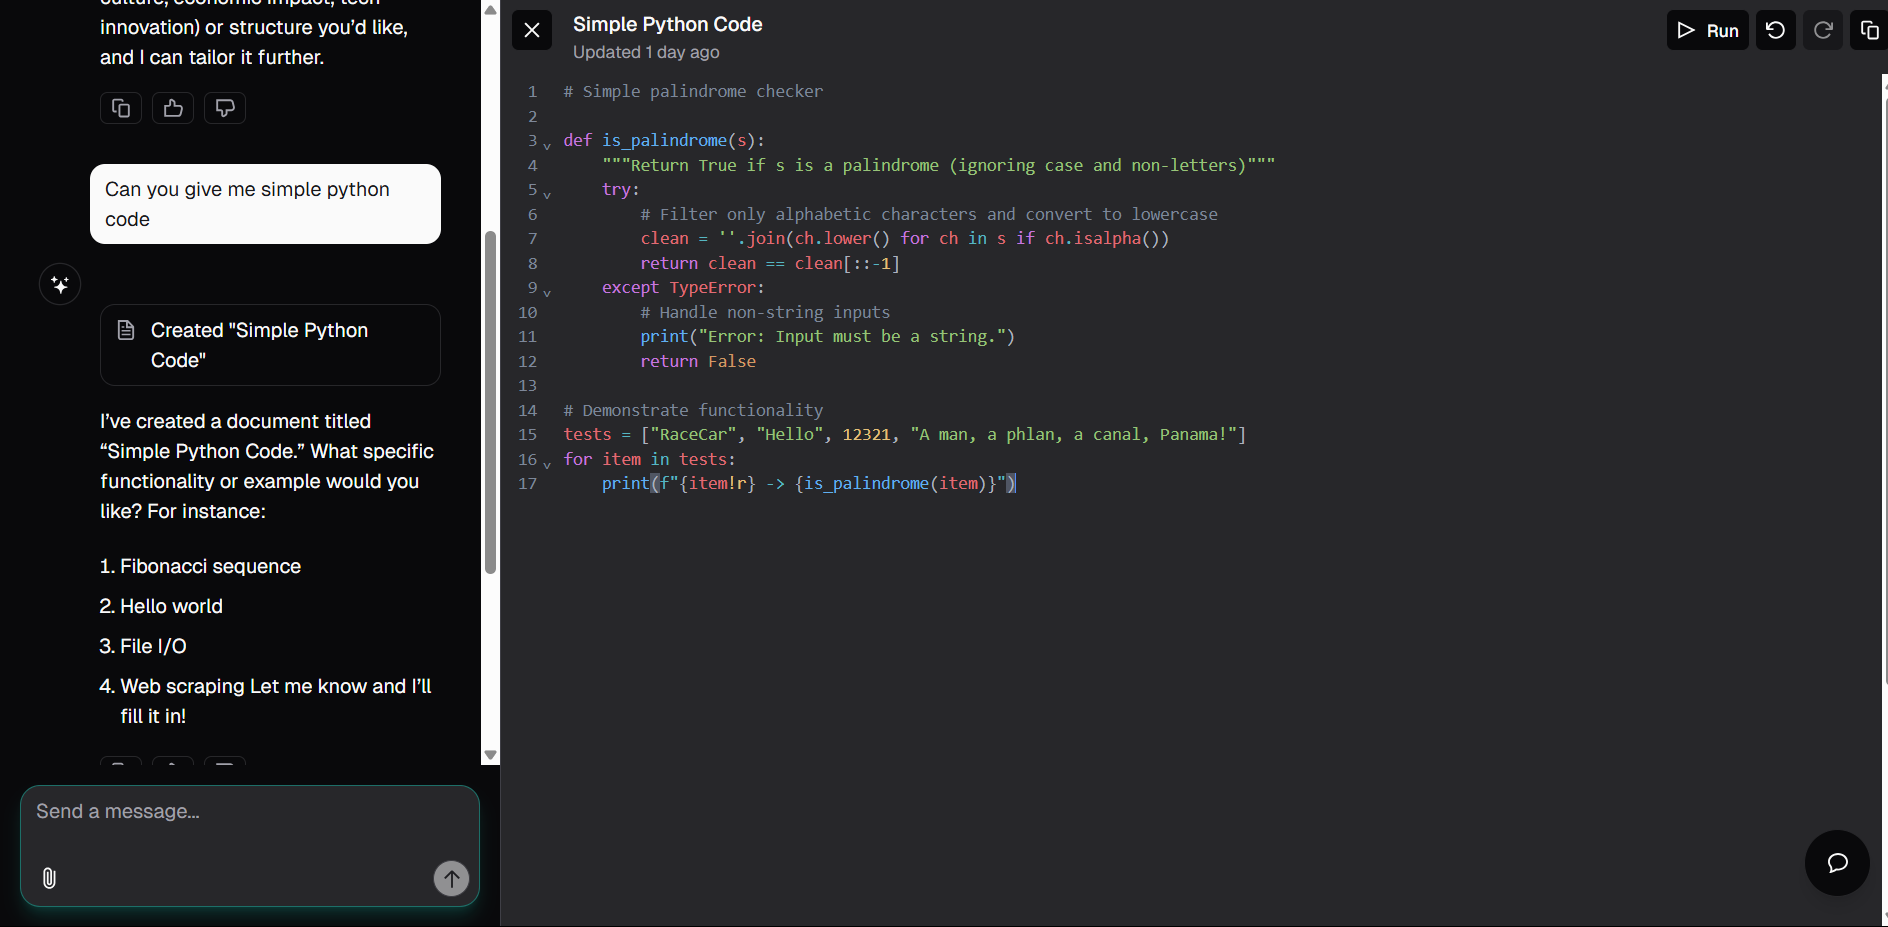 culture, economic impact, tech
innovation) or structure you’d like,
and I can tailor it further.
Can you give me simple python
code
Created "Simple Python
Code"
I’ve created a document titled
“Simple Python Code.” What specific
functionality or example would you
like? For instance:
1. Fibonacci sequence
2. Hello world
3. File I/O
4. Web scraping Let me know and I’ll
fill it in!
Send a message...
Simple Python Code
Updated 1 day ago
Run
1 # Simple palindrome checker
2
3 def is_palindrome(s):
4     """Return True if s is a palindrome (ignoring case and non-letters)"""
5     try:
6         # Filter only alphabetic characters and convert to lowercase
7         clean = ''.join(ch.lower() for ch in s if ch.isalpha())
8         return clean == clean[::-1]
9     except TypeError:
10         # Handle non-string inputs
11         print("Error: Input must be a string.")
12         return False
13
14 # Demonstrate functionality
15 tests = ["RaceCar", "Hello", 12321, "A man, a phlan, a canal, Panama!"]
16 for item in tests:
17     print(f"{item!r} -> {is_palindrome(item)}")